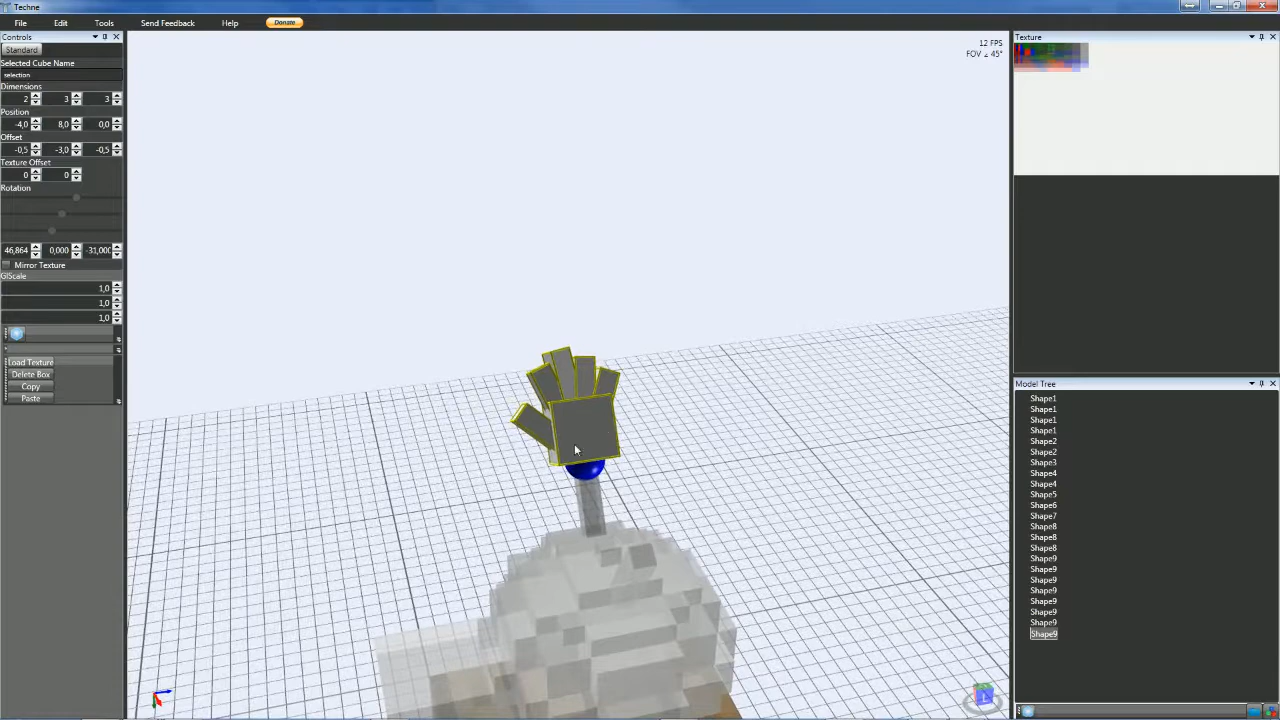 Techne
File Edit Tools Send Feedback Help Donate
Controls
Standard
Selected Cube Name
selection
Dimensions
2 3 3
Position
-4,0 8,0 0,0
Offset
-0,5 -3,0 -0,5
Texture Offset
0 0
Rotation
46,864 0,000 -31,000
Mirror Texture
GlScale
1,0
1,0
1,0
Load Texture
Delete Box
Copy
Paste
12 FPS
FOV ± 45°
Texture
Model Tree
Shape1
Shape1
Shape1
Shape1
Shape2
Shape2
Shape3
Shape4
Shape4
Shape5
Shape6
Shape7
Shape8
Shape8
Shape8
Shape9
Shape9
Shape9
Shape9
Shape9
Shape9
Shape9
Shape9